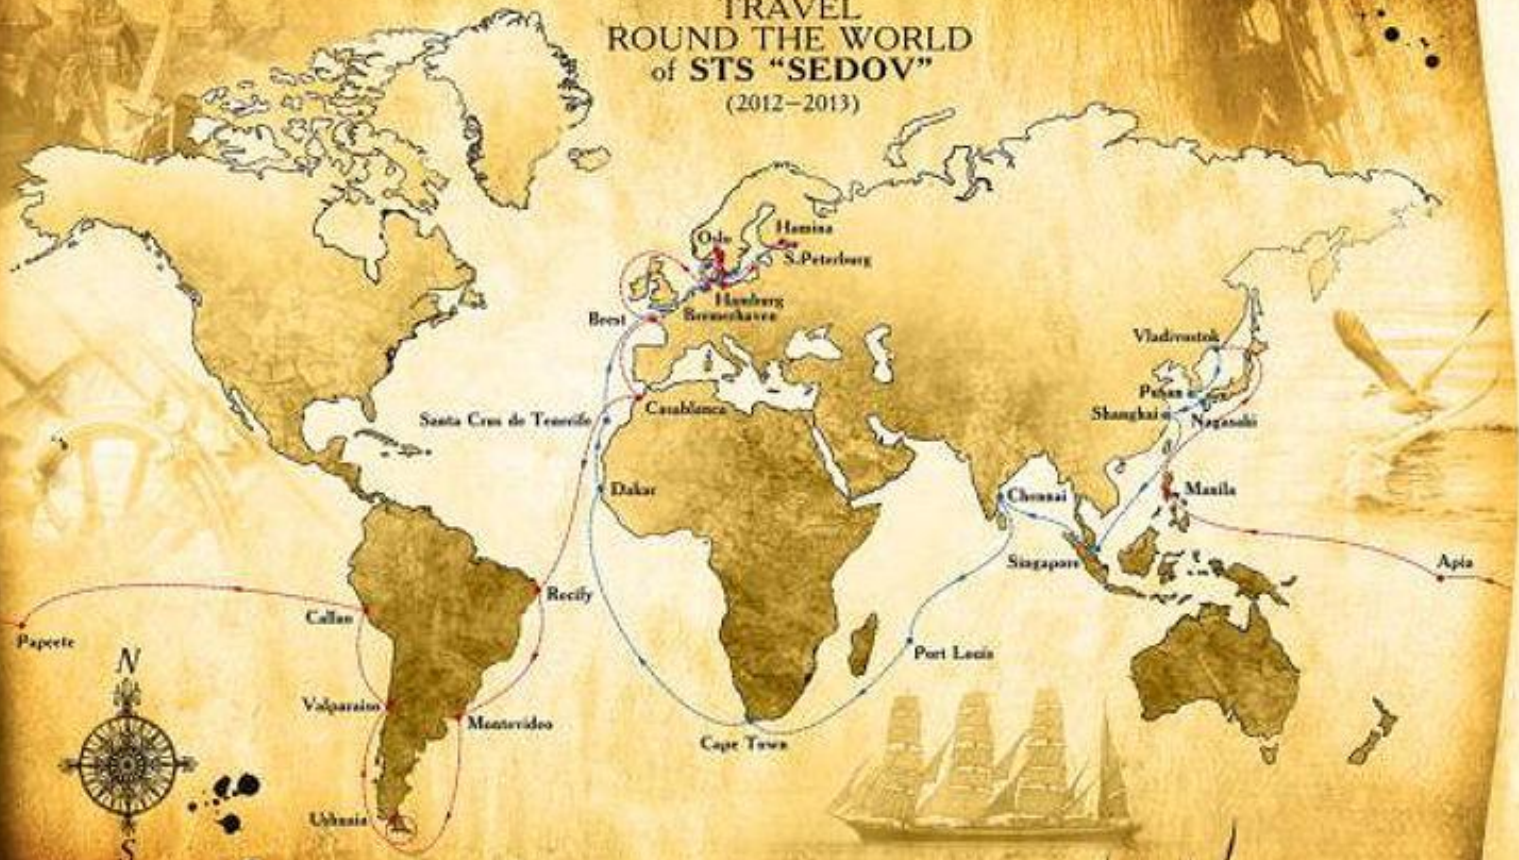 TRAVEL
ROUND THE WORLD
of STS “SEDOV”
(2012–2013)
Hamina
Oslo
S.Peterburg
Hamburg
Bremerhaven
Brest
Vladivostok
Pusan
Shanghai
Nagasaki
Casablanca
Santa Crus de Tenerife
Dakar
Chennai
Manila
Singapore
Apia
Recify
Callao
Papeete
Port Louis
N
Valparaiso
Montevideo
Cape Town
Ushuaia
S